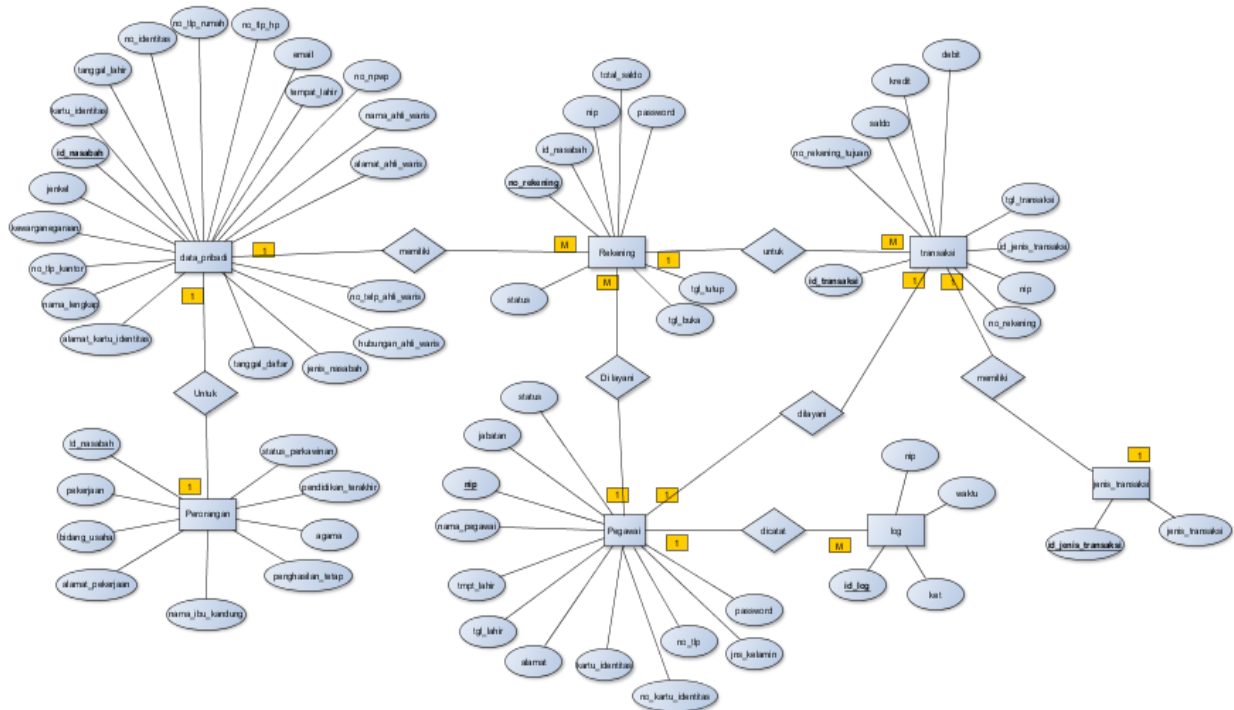 no_tlp_rumah
no_tlp_hp
no_identitas
email
debit
tanggal_lahir
no_npwp
total_saldo
kredit
tempat_lahir
kartu_identitas
nama_ahli_waris
nip
password
saldo
id_nasabah
id_nasabah
no_rekening_tujuan
alamat_ahli_waris
jenkel
no_rekening
tgl_transaksi
kewarganegaraan
data_pribadi
1
memiliki
M
Rekening
1
untuk
M
transaksi
id_jenis_transaksi
no_tlp_kantor
id_transaksi
1
1
nip
nama_lengkap
1
no_telp_ahli_waris
status
M
tgl_tutup
tgl_buka
no_rekening
alamat_kartu_identitas
hubungan_ahli_waris
tanggal_daftar
jenis_nasabah
Untuk
Di layani
memiliki
status
dilayani
Id_nasabah
status_perkawinan
jabatan
nip
1
pekerjaan
1
pendidikan_terakhir
nip
1
1
waktu
jenis_transaksi
Perorangan
nama_pegawai
Pegawai
1
dicatat
M
log
bidang_usaha
agama
id_jenis_transaksi
jenis_transaksi
alamat_pekerjaan
penghasilan_tetap
tmpt_lahir
id_log
ket
nama_ibu_kandung
password
tgl_lahir
no_tlp
alamat
kartu_identitas
jns_kelamin
no_kartu_identitas